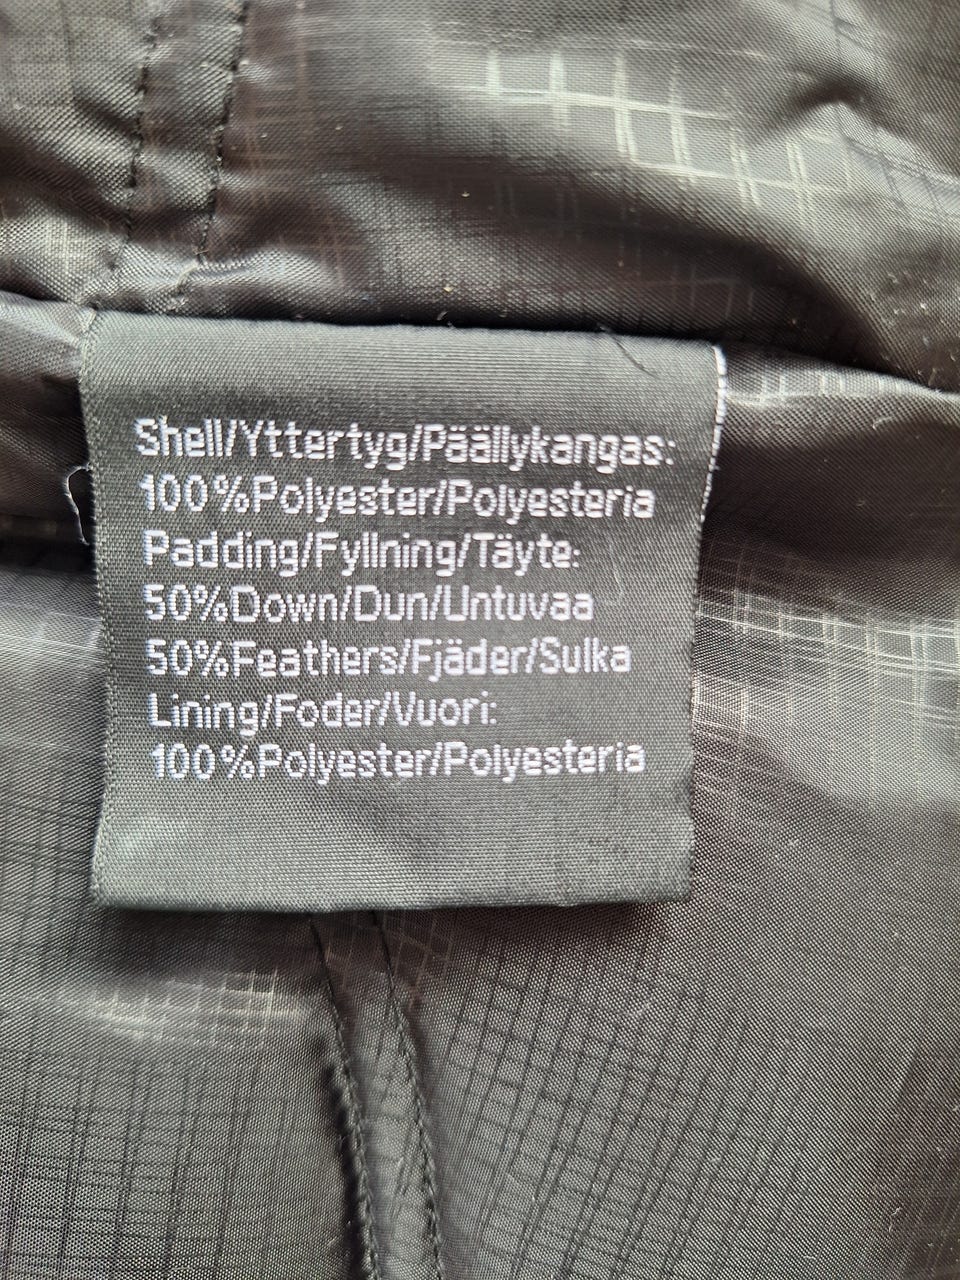 Shell/Yttertyg/Päällykangas:
100%Polyester/Polyesteria
Padding/Fyllning/Täyte:
50%Down/Dun/Untuvaa
50%Feathers/Fjäder/Sulka
Lining/Foder/Vuori:
100%Polyester/Polyesteria